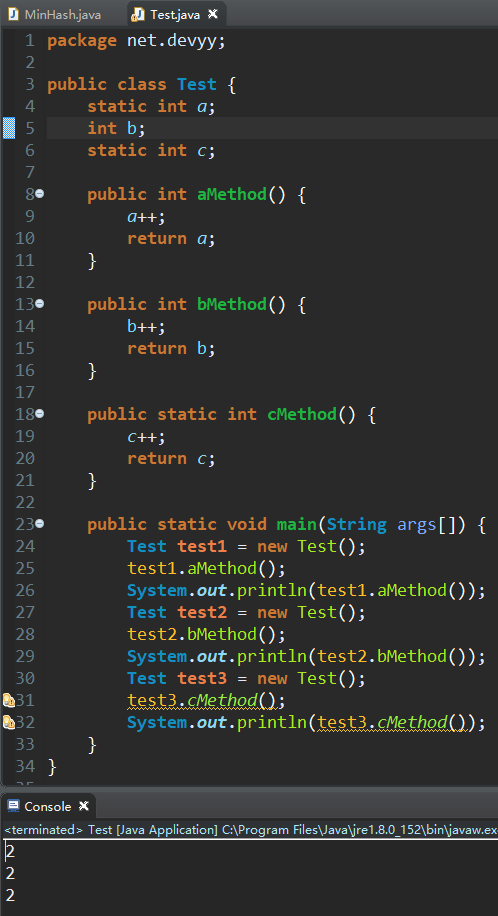 MinHash.java Test.java
1 package net.devyy;
2
3 public class Test {
4     static int a;
5     int b;
6     static int c;
7
8     public int aMethod() {
9         a++;
10         return a;
11     }
12
13     public int bMethod() {
14         b++;
15         return b;
16     }
17
18     public static int cMethod() {
19         c++;
20         return c;
21     }
22
23     public static void main(String args[]) {
24         Test test1 = new Test();
25         test1.aMethod();
26         System.out.println(test1.aMethod());
27         Test test2 = new Test();
28         test2.bMethod();
29         System.out.println(test2.bMethod());
30         Test test3 = new Test();
31         test3.cMethod();
32         System.out.println(test3.cMethod());
33     }
34 }
Console
<terminated> Test [Java Application] C:\Program Files\Java\jre1.8.0_152\bin\javaw.ex
2
2
2